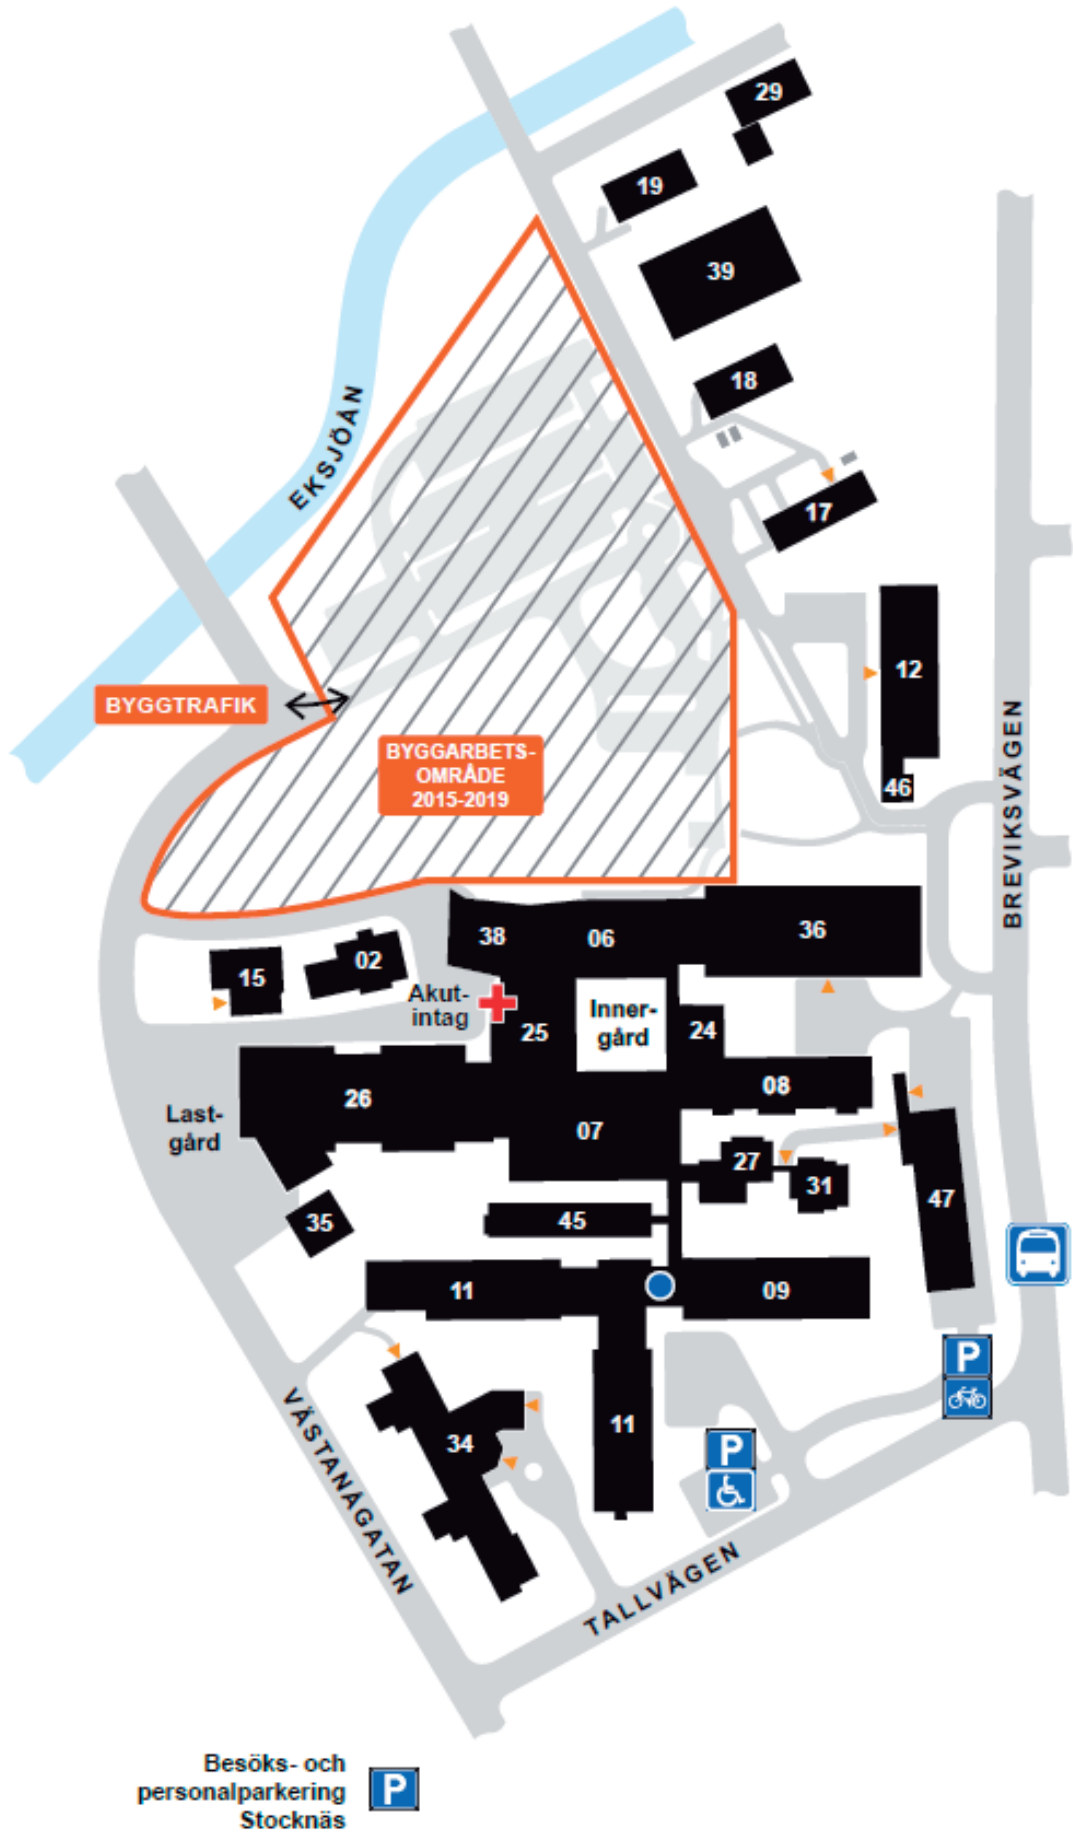 29
19
39
18
EKSJÖÅN
17
12
BYGGTRAFIK
BYGGARBETS-
OMRÅDE
2015-2019
46
BREVIKSVÄGEN
38
06
36
15
02
Akut-
intag
25
Inner-
gård
24
26
08
Last-
gård
07
27
31
47
35
45
11
09
34
11
P
P
VÄSTANÅGATAN
TALLVÄGEN
Besöks- och
personalparkering
Stocknäs
P